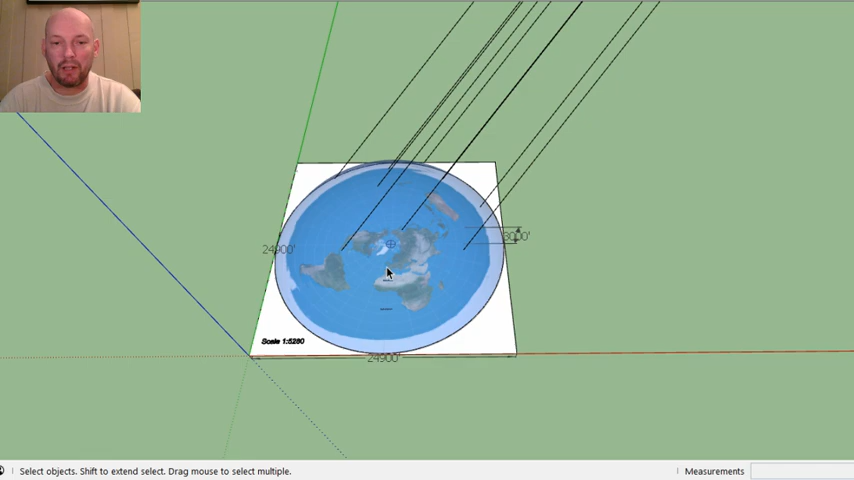 24900'
3000'
Scale 1:5280
24900'
Select objects. Shift to extend select. Drag mouse to select multiple.
Measurements